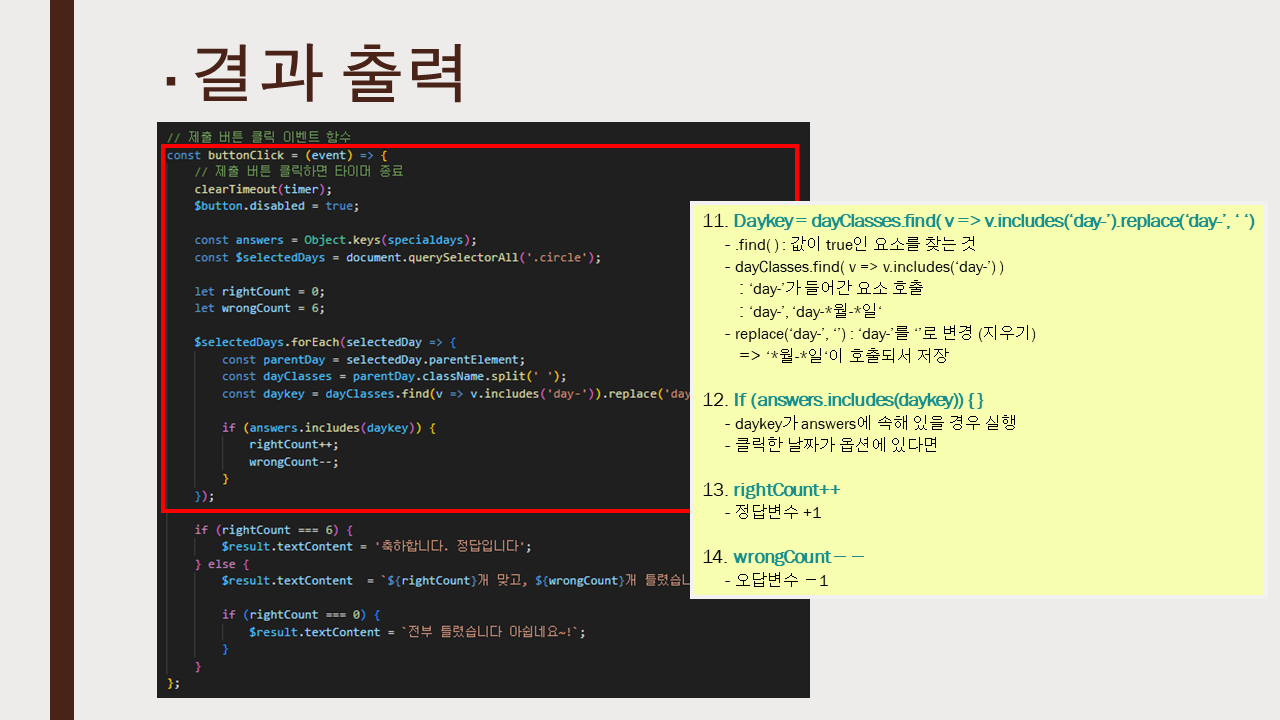 · 결과 출력
// 제출 버튼 클릭 이벤트 함수
const buttonClick = (event) => {
// 제출 버튼 클릭하면 타이머 종료
clearTimeout(timer);
$button.disabled = true;
const answers = Object.keys(specialdays);
const $selectedDays = document.querySelectorAll('.circle');
let rightCount = 0;
let wrongCount = 6;
$selectedDays.forEach(selectedDay => {
const parentDay = selectedDay.parentElement;
const dayClasses = parentDay.className.split(' ');
const daykey = dayClasses.find(v => v.includes('day-')).replace('day
if (answers.includes(daykey)) {
rightCount++;
wrongCount--;
}
});
if (rightCount === 6) {
$result.textContent = '축하합니다. 정답입니다';
} else {
$result.textContent = `${rightCount}개 맞고, ${wrongCount}개 틀렸습니
if (rightCount === 0) {
$result.textContent = `전부 틀렸습니다 아쉽네요~!`;
}
}
};
11. Daykey = dayClasses.find( v => v.includes(‘day-’).replace(‘day-’, ‘ ‘)
- .find( ) : 값이 true인 요소를 찾는 것
- dayClasses.find( v => v.includes(‘day-’) )
: ‘day-’가 들어간 요소 호출
: ‘day-’, ‘day-*월-*일‘
- replace(‘day-’, ‘’) : ‘day-’를 ‘’로 변경 (지우기)
=> ‘*월-*일‘이 호출되서 저장
12. If (answers.includes(daykey)) { }
- daykey가 answers에 속해 있을 경우 실행
- 클릭한 날짜가 옵션에 있다면
13. rightCount++
- 정답변수 +1
14. wrongCount－－
- 오답변수 －1